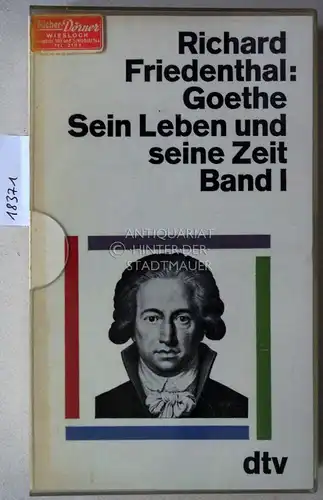 Bücher-Dörner
WIESLOCH
Richard
Friedenthal:
Goethe
Sein Leben und
seine Zeit
Band I
18371
ANTIQUARIAT
HINTER DER
STADTMAUER
dtv